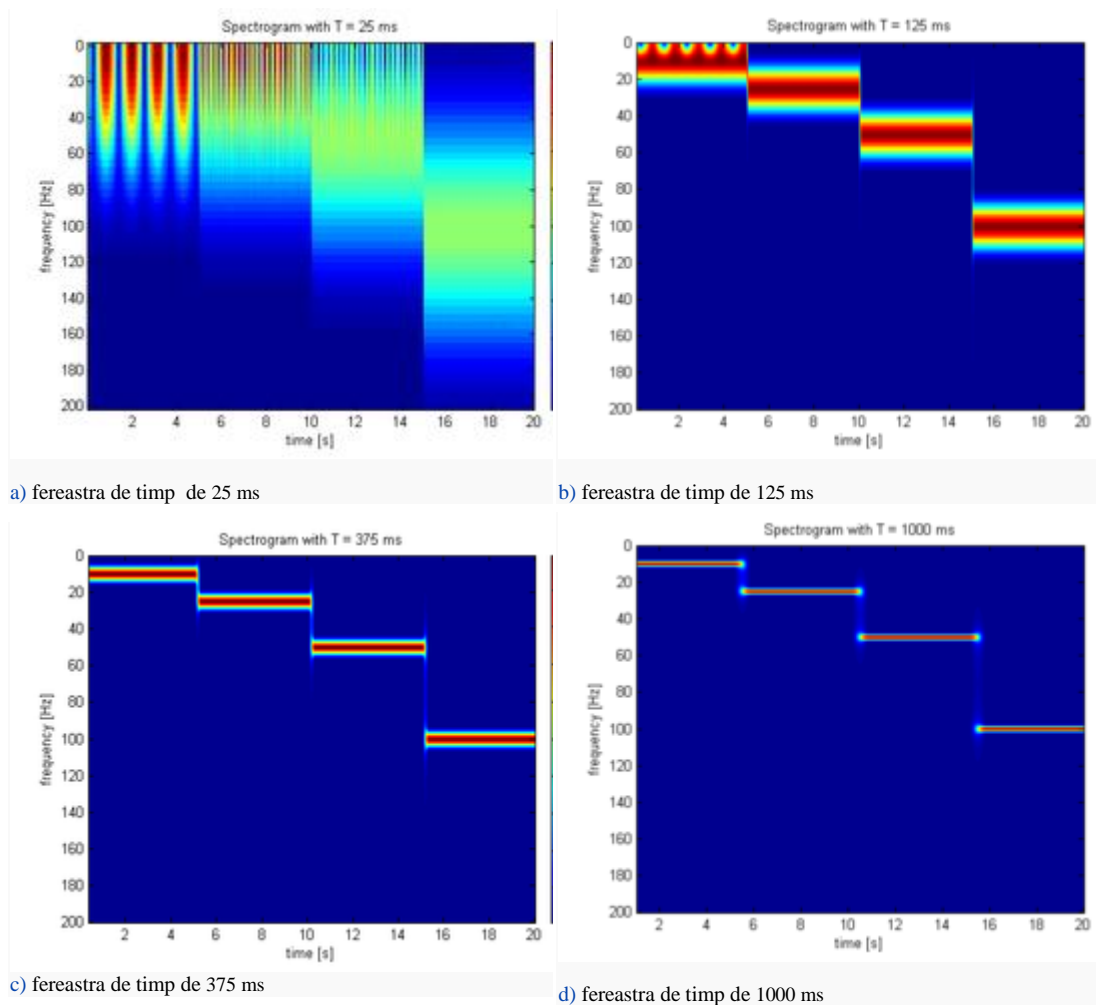 Spectrogram with T = 25 ms
frequency [Hz]
0
20
40
60
80
100
120
140
160
180
200
2 4 6 8 10 12 14 16 18 20
time [s]
a) fereastra de timp de 25 ms
Spectrogram with T = 125 ms
frequency [Hz]
0
20
40
60
80
100
120
140
160
180
200
2 4 6 8 10 12 14 16 18 20
time [s]
b) fereastra de timp de 125 ms
Spectrogram with T = 375 ms
frequency [Hz]
0
20
40
60
80
100
120
140
160
180
200
2 4 6 8 10 12 14 16 18 20
time [s]
c) fereastra de timp de 375 ms
Spectrogram with T = 1000 ms
frequency [Hz]
0
20
40
60
80
100
120
140
160
180
200
2 4 6 8 10 12 14 16 18 20
time [s]
d) fereastra de timp de 1000 ms